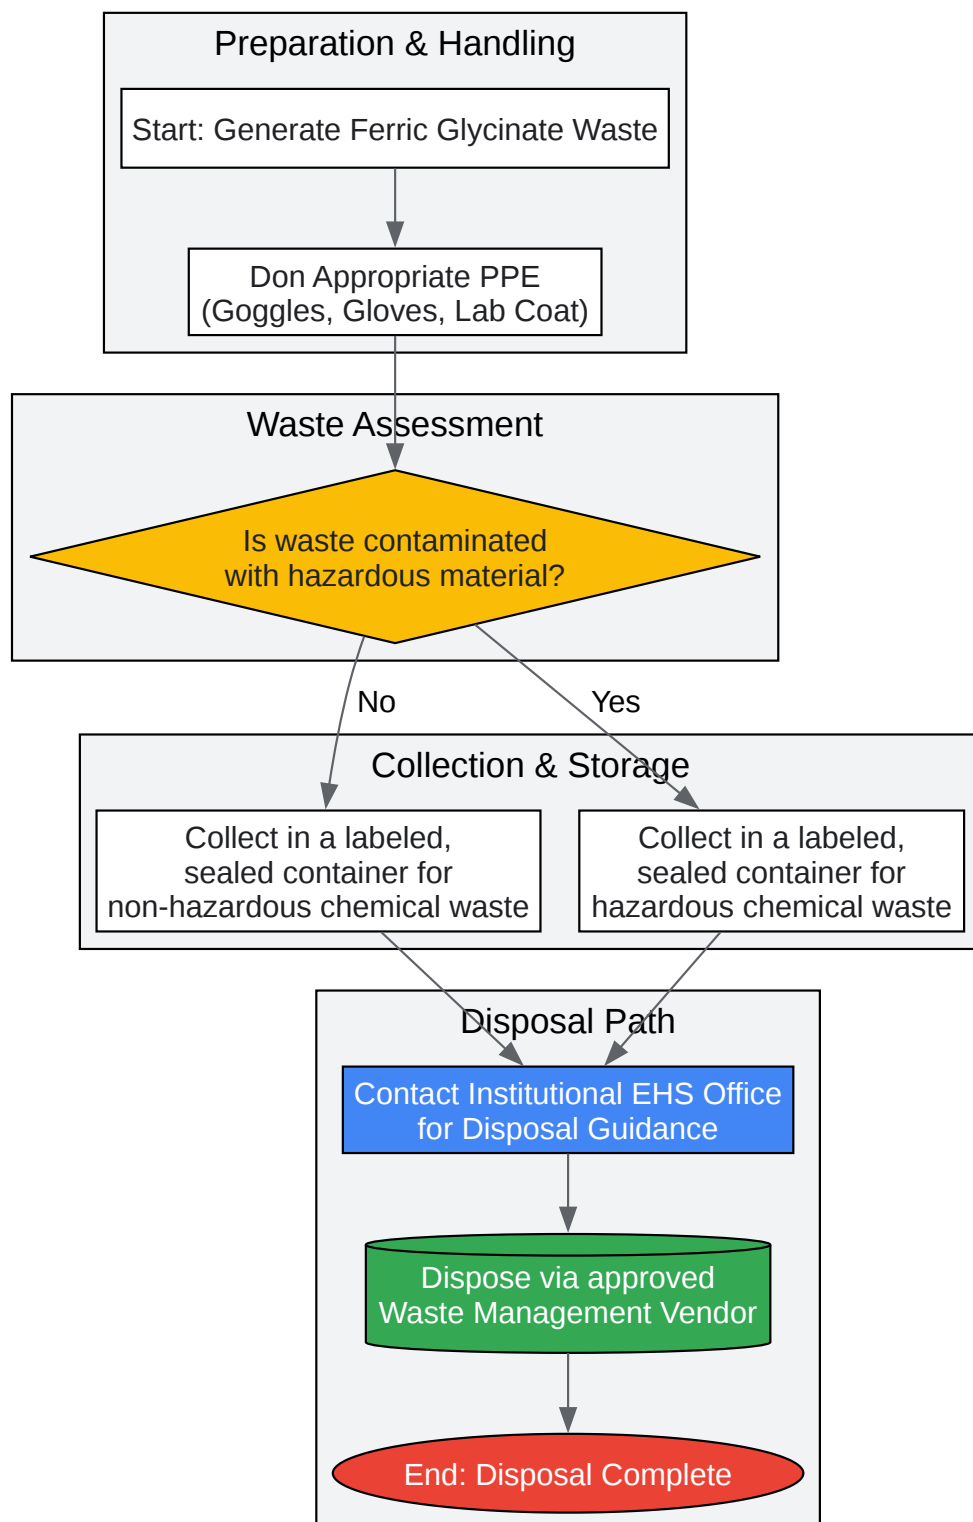 Preparation & Handling
Start: Generate Ferric Glycinate Waste
Don Appropriate PPE
(Goggles, Gloves, Lab Coat)
Waste Assessment
Is waste contaminated
with hazardous material?
No
Yes
Collection & Storage
Collect in a labeled,
sealed container for
non-hazardous chemical waste
Collect in a labeled,
sealed container for
hazardous chemical waste
Disposal Path
Contact Institutional EHS Office
for Disposal Guidance
Dispose via approved
Waste Management Vendor
End: Disposal Complete